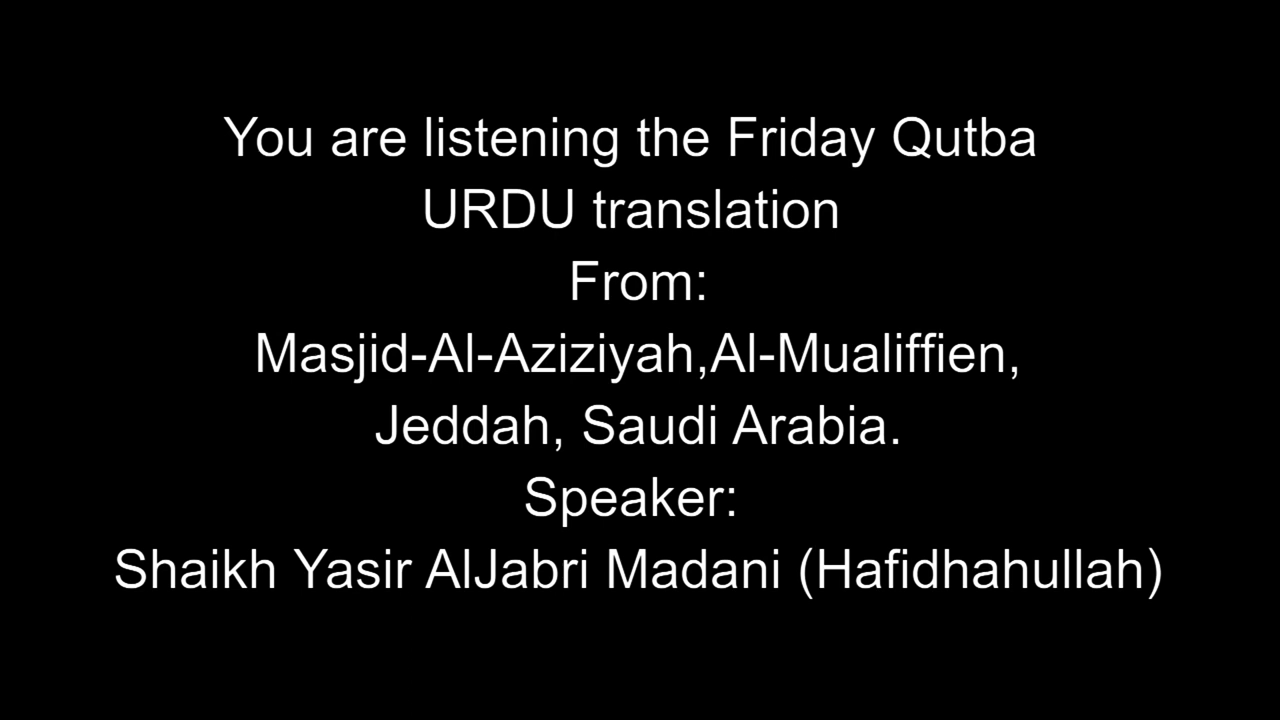 You are listening the Friday Qutba
URDU translation
From:
Masjid-Al-Aziziyah,Al-Mualiffien,
Jeddah, Saudi Arabia.
Speaker:
Shaikh Yasir AlJabri Madani (Hafidhahullah)